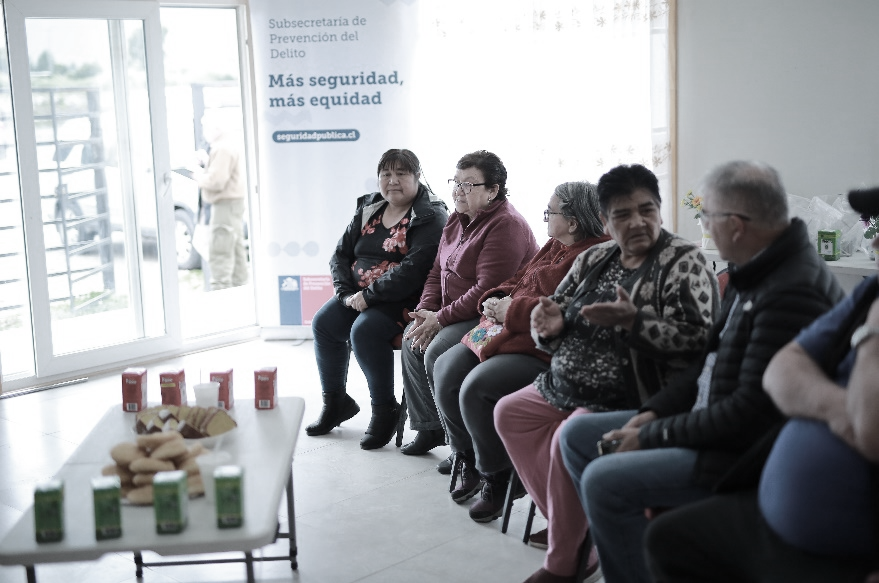 Subsecretaría de
Prevención del
Delito
Más seguridad,
más equidad
seguridadpublica.cl